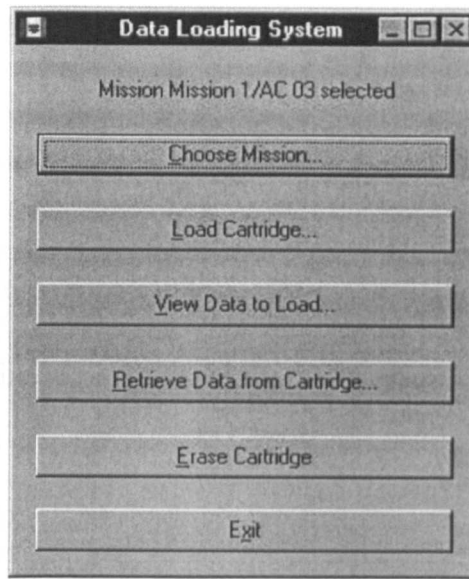 Data Loading System
Mission Mission 1/AC 03 selected
Choose Mission...
Load Cartridge...
View Data to Load...
Retrieve Data from Cartridge...
Erase Cartridge
Exit